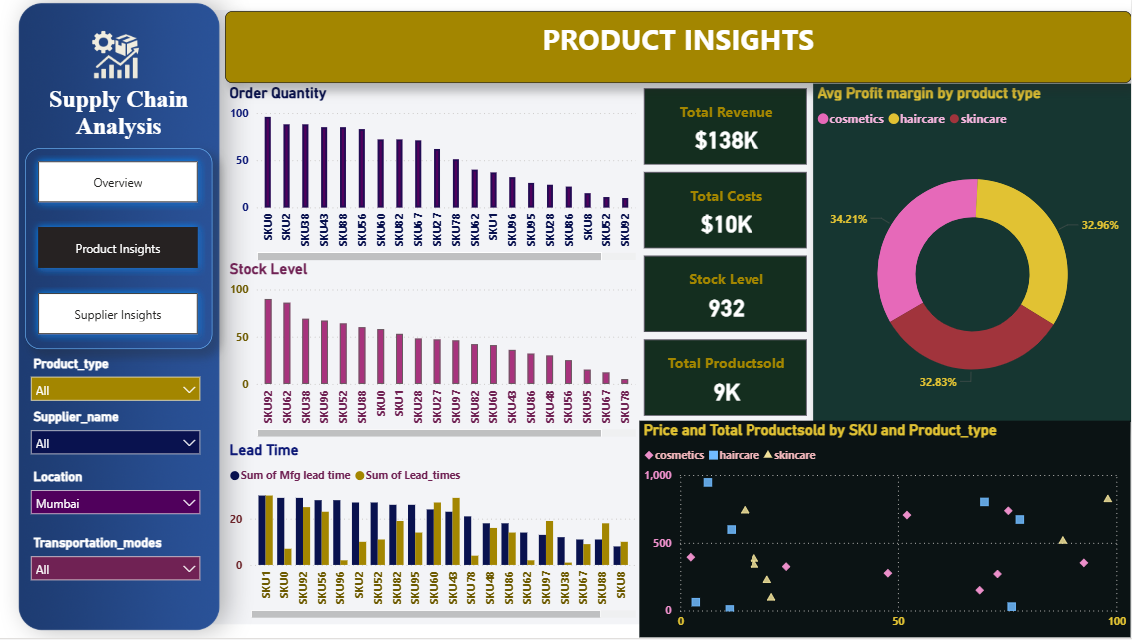 Supply Chain
Analysis
Overview
Product Insights
Supplier Insights
Product_type
All
Supplier_name
All
Location
Mumbai
Transportation_modes
All
PRODUCT INSIGHTS
Order Quantity
100
50
0
SKU0 SKU2 SKU38 SKU43 SKU88 SKU56 SKU60 SKU82 SKU67 SKU27 SKU78 SKU62 SKU1 SKU96 SKU95 SKU28 SKU86 SKU8 SKU52 SKU92
Stock Level
100
50
0
SKU92 SKU62 SKU38 SKU96 SKU52 SKU88 SKU0 SKU1 SKU28 SKU27 SKU97 SKU82 SKU60 SKU43 SKU86 SKU48 SKU56 SKU95 SKU67 SKU78
Lead Time
Sum of Mfg lead time Sum of Lead_times
20
0
SKU1 SKU0 SKU92 SKU56 SKU96 SKU2 SKU52 SKU82 SKU95 SKU60 SKU43 SKU78 SKU48 SKU86 SKU62 SKU97 SKU38 SKU67 SKU88 SKU8
Total Revenue
$138K
Total Costs
$10K
Stock Level
932
Total Productsold
9K
Avg Profit margin by product type
cosmetics haircare skincare
34.21%
32.96%
32.83%
Price and Total Productsold by SKU and Product_type
cosmetics haircare skincare
1,000
500
0
0 50 100